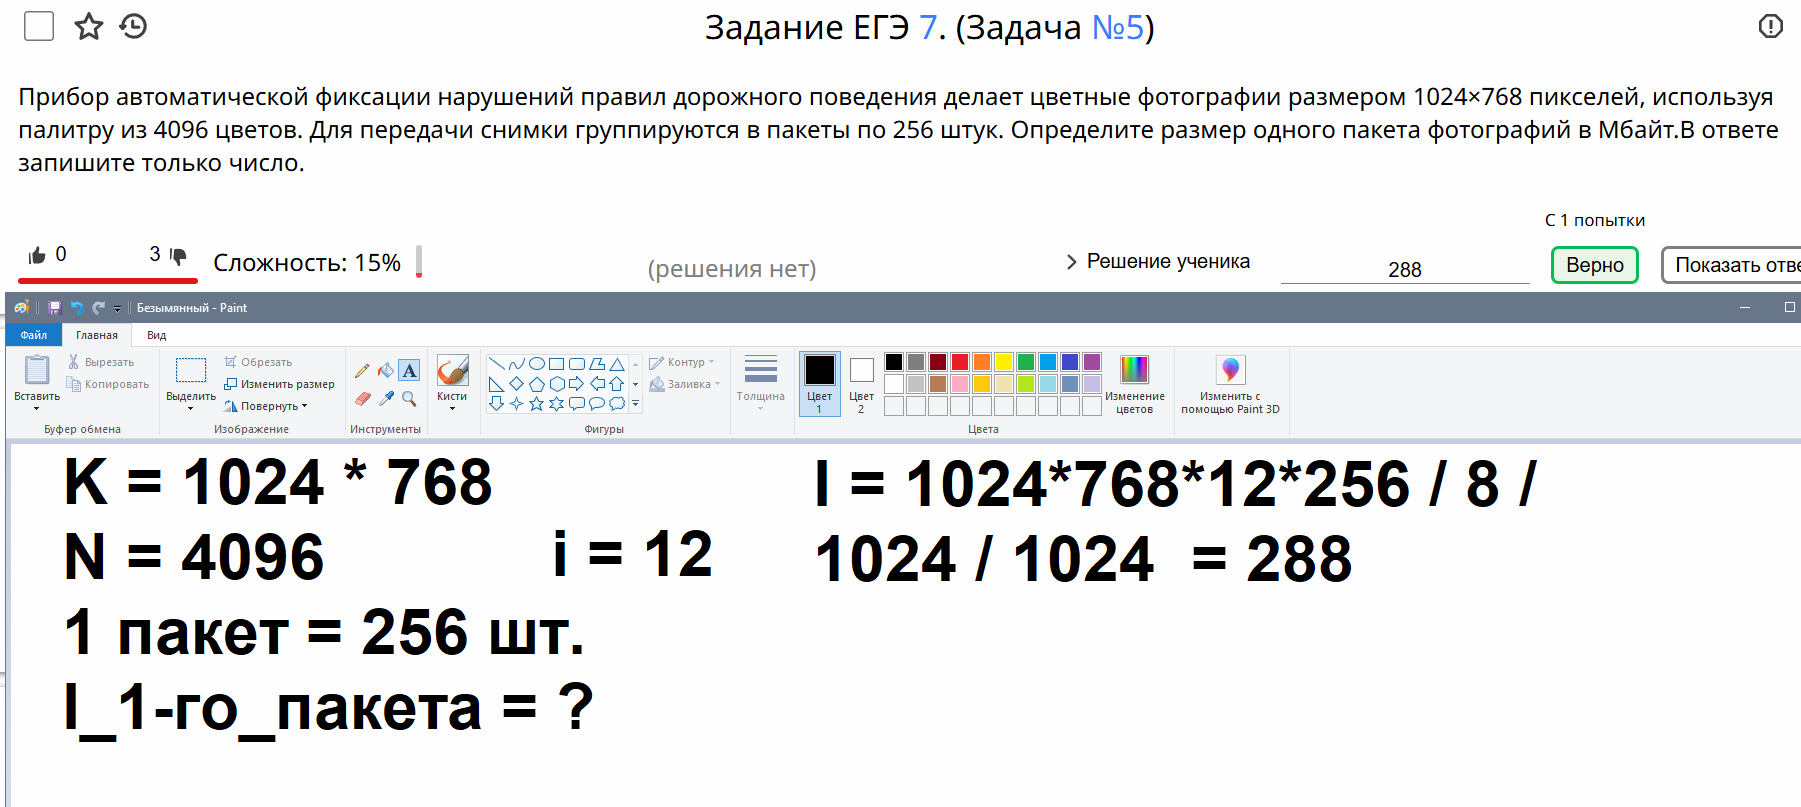 Задание ЕГЭ 7. (Задача №5)
Прибор автоматической фиксации нарушений правил дорожного поведения делает цветные фотографии размером 1024×768 пикселей, используя
палитру из 4096 цветов. Для передачи снимки группируются в пакеты по 256 штук. Определите размер одного пакета фотографий в Мбайт.В ответе
запишите только число.
С 1 попытки
0 3 Сложность: 15% (решения нет) Решение ученика 288 Верно Показать отве
Безымянный - Paint
Файл Главная Вид
Вставить Вырезать Копировать
Буфер обмена
Выделить Обрезать Изменить размер Повернуть
Изображение
A
Инструменты
Кисти
Контур Заливка
Фигуры
Толщина
Цвет 1 Цвет 2 Изменение цветов
Цвета
Изменить с помощью Paint 3D
K = 1024 * 768
N = 4096 i = 12
1 пакет = 256 шт.
I_1-го_пакета = ?
I = 1024*768*12*256 / 8 /
1024 / 1024 = 288